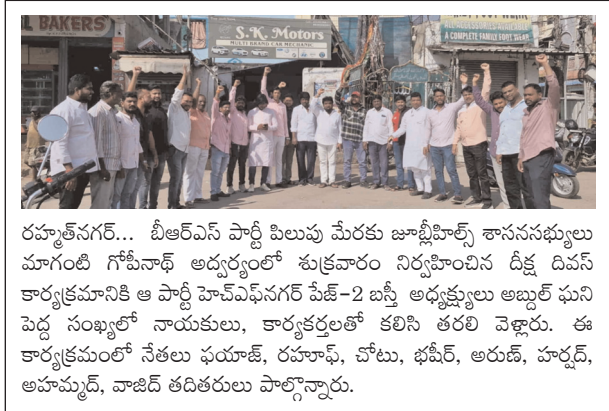 BAKERS
S.K. Motors
MULTI BRAND CAR MECHANIC
A COMPLETE FAMILY FOOT WEAR
రహ్మత్‌నగర్... బీఆర్ఎస్ పార్టీ పిలుపు మేరకు జూబ్లీహిల్స్ శాసనసభ్యులు
మాగంటి గోపీనాథ్ అద్వర్యంలో శుక్రవారం నిర్వహించిన దీక్ష దివస్
కార్యక్రమానికి ఆ పార్టీ హెచ్ఎఫ్‌నగర్ పేజ్-2 బస్తీ అధ్యక్ష్యులు అబ్దుల్ ఘని
పెద్ద సంఖ్యలో నాయకులు, కార్యకర్తలతో కలిసి తరలి వెళ్లారు. ఈ
కార్యక్రమంలో నేతలు ఫయాజ్, రహూఫ్, చోటు, భషీర్, అరుణ్, హర్షద్,
అహమ్మద్, వాజిద్ తదితరులు పాల్గొన్నారు.